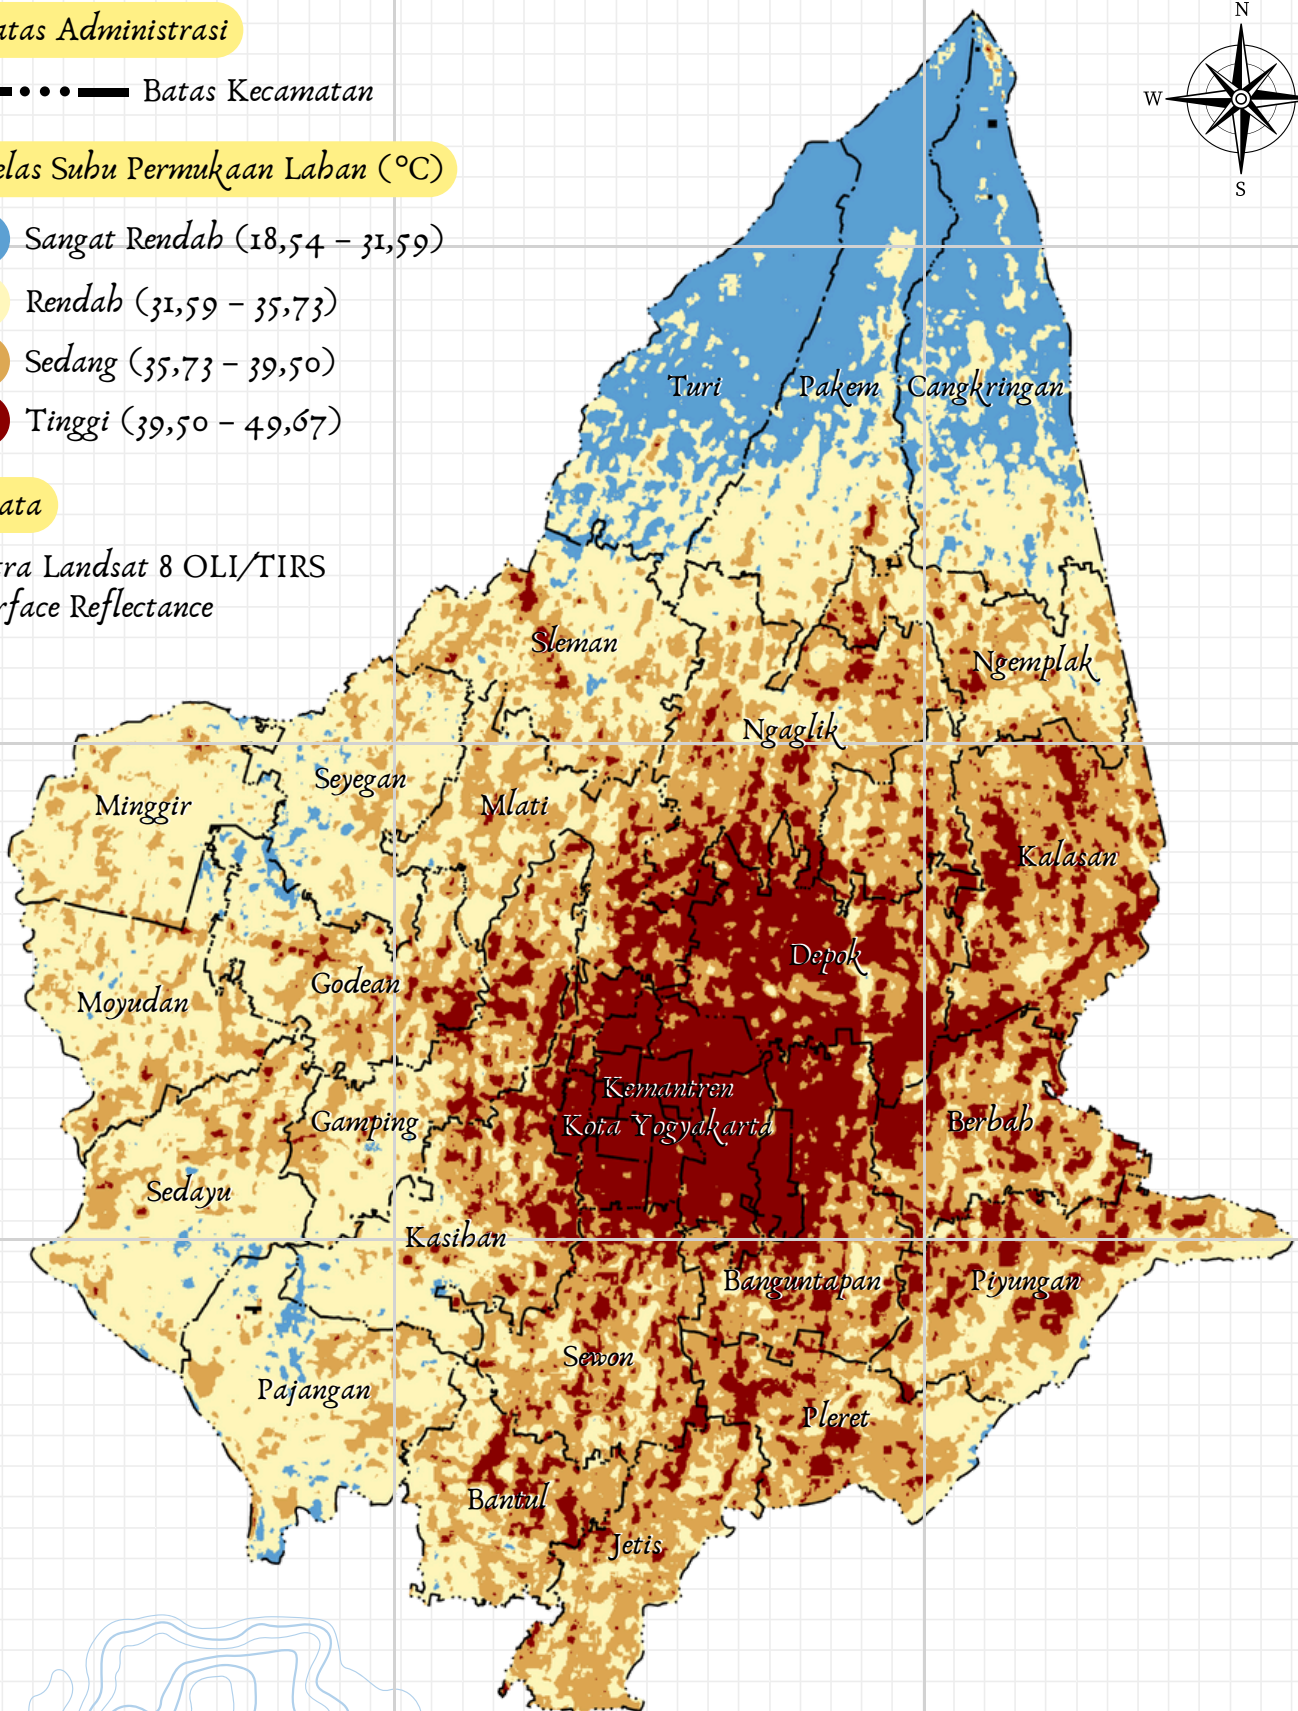 atas Administrasi
Batas Kecamatan
elas Suhu Permukaan Lahan (°C)
Sangat Rendah (18,54 – 31,59)
Rendah (31,59 – 35,73)
Sedang (35,73 – 39,50)
Tinggi (39,50 – 49,67)
ata
tra Landsat 8 OLI/TIRS
rface Reflectance
N
W
S
Turi
Pakem
Cangkringan
Sleman
Ngemplak
Ngaglik
Seyegan
Minggir
Mlati
Kalasan
Depok
Godean
Moyudan
Kemantren
Kota Yogyakarta
Gamping
Berbah
Sedayu
Kasihan
Banguntapan
Piyungan
Sewon
Pajangan
Pleret
Bantul
Jetis